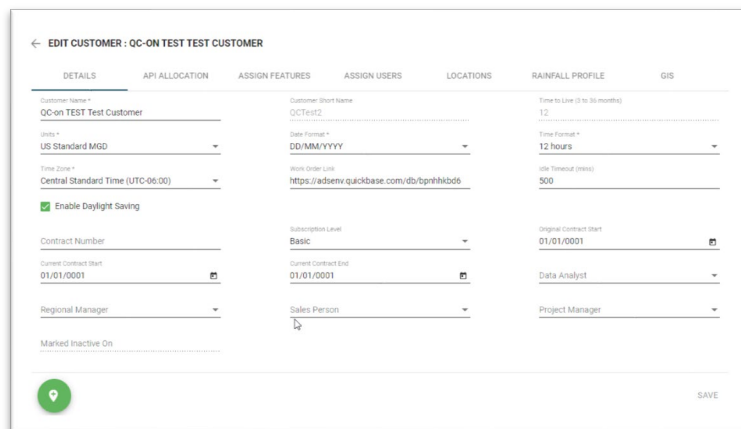 EDIT CUSTOMER : QC-ON TEST TEST CUSTOMER
DETAILS API ALLOCATION ASSIGN FEATURES ASSIGN USERS LOCATIONS RAINFALL PROFILE GIS
Customer Name * Customer Short Name Time to Live (3 to 36 months)
QC-on TEST Test Customer QCTest2 12
Units * Date Format * Time Format *
US Standard MGD DD/MM/YYYY 12 hours
Time Zone * Work Order Link Idle Timeout (mins)
Central Standard Time (UTC-06:00) https://adsenv.quickbase.com/db/bpnhhkbd6 500
Enable Daylight Saving
Subscription Level Original Contract Start
Contract Number Basic 01/01/0001
Current Contract Start Current Contract End
01/01/0001 01/01/0001 Data Analyst
Regional Manager Sales Person Project Manager
Marked Inactive On
SAVE